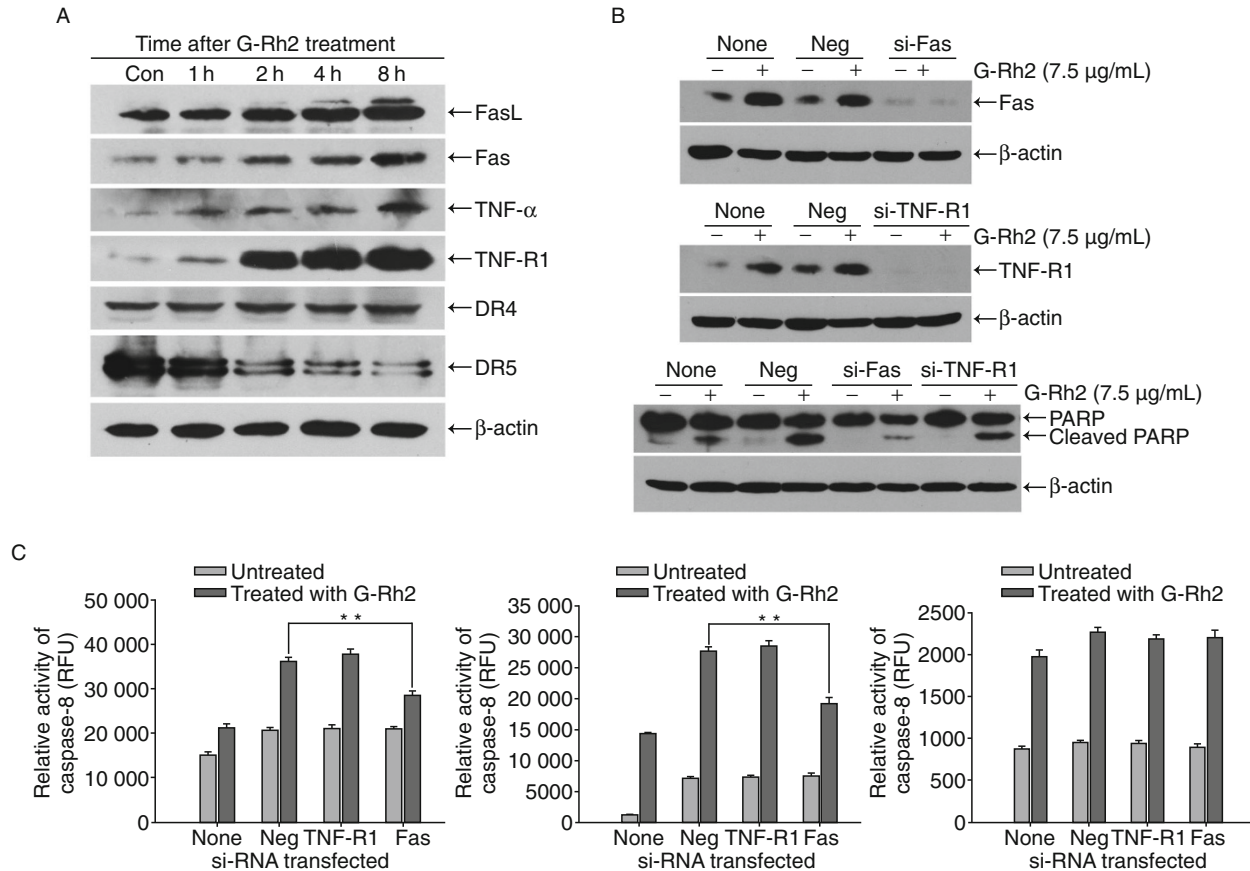 A
Time after G-Rh2 treatment
Con 1 h 2 h 4 h 8 h
←FasL
←Fas
←TNF-α
←TNF-R1
←DR4
←DR5
←β-actin
B
None Neg si-Fas
− + − + − + G-Rh2 (7.5 µg/mL)
←Fas
←β-actin
None Neg si-TNF-R1
− + − + − + G-Rh2 (7.5 µg/mL)
←TNF-R1
←β-actin
None Neg si-Fas si-TNF-R1
− + − + − + − + G-Rh2 (7.5 µg/mL)
←PARP
←Cleaved PARP
←β-actin
C
Untreated
Treated with G-Rh2
Relative activity of
caspase-8 (RFU)
50 000
40 000
30 000
20 000
10 000
0
* *
None Neg TNF-R1 Fas
si-RNA transfected
Untreated
Treated with G-Rh2
Relative activity of
caspase-8 (RFU)
35 000
30 000
25 000
20 000
15 000
10 000
5000
0
* *
None Neg TNF-R1 Fas
si-RNA transfected
Untreated
Treated with G-Rh2
Relative activity of
caspase-8 (RFU)
2500
2000
1500
1000
500
0
None Neg TNF-R1 Fas
si-RNA transfected